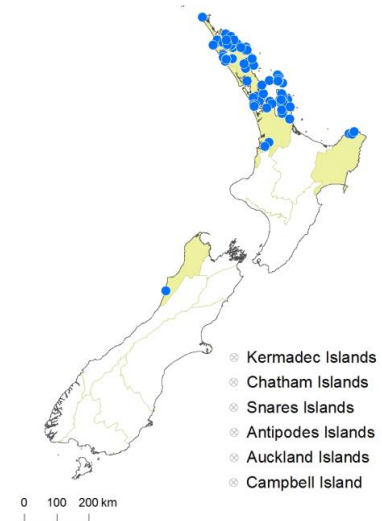 Kermadec Islands
Chatham Islands
Snares Islands
Antipodes Islands
Auckland Islands
Campbell Island
0 100 200 km